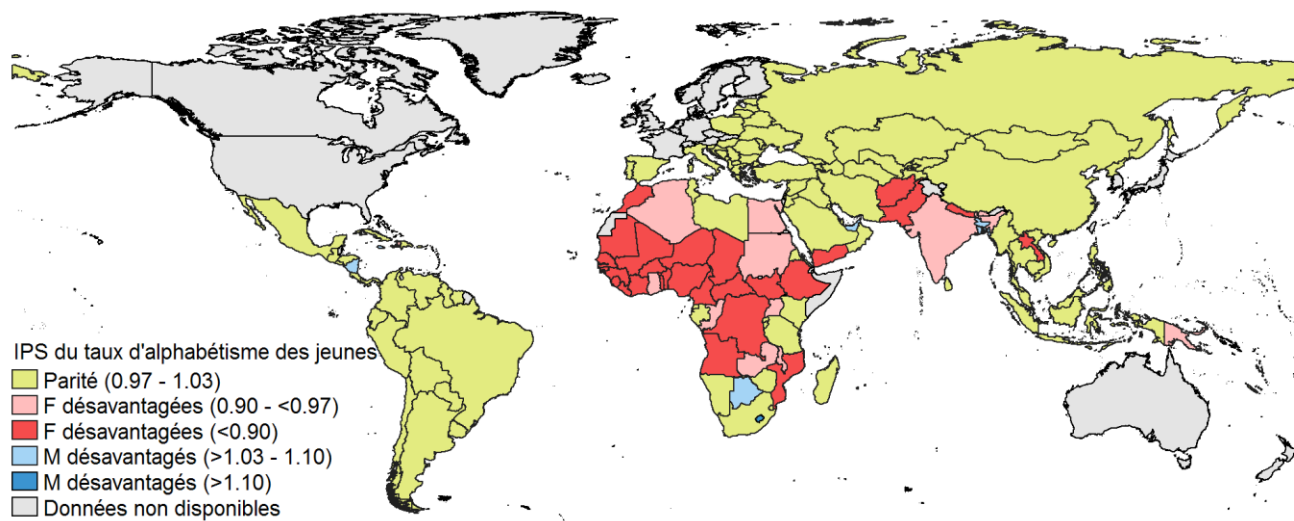 IPS du taux d'alphabétisme des jeunes
Parité (0.97 - 1.03)
F désavantagées (0.90 - <0.97)
F désavantagées (<0.90)
M désavantagés (>1.03 - 1.10)
M désavantagés (>1.10)
Données non disponibles